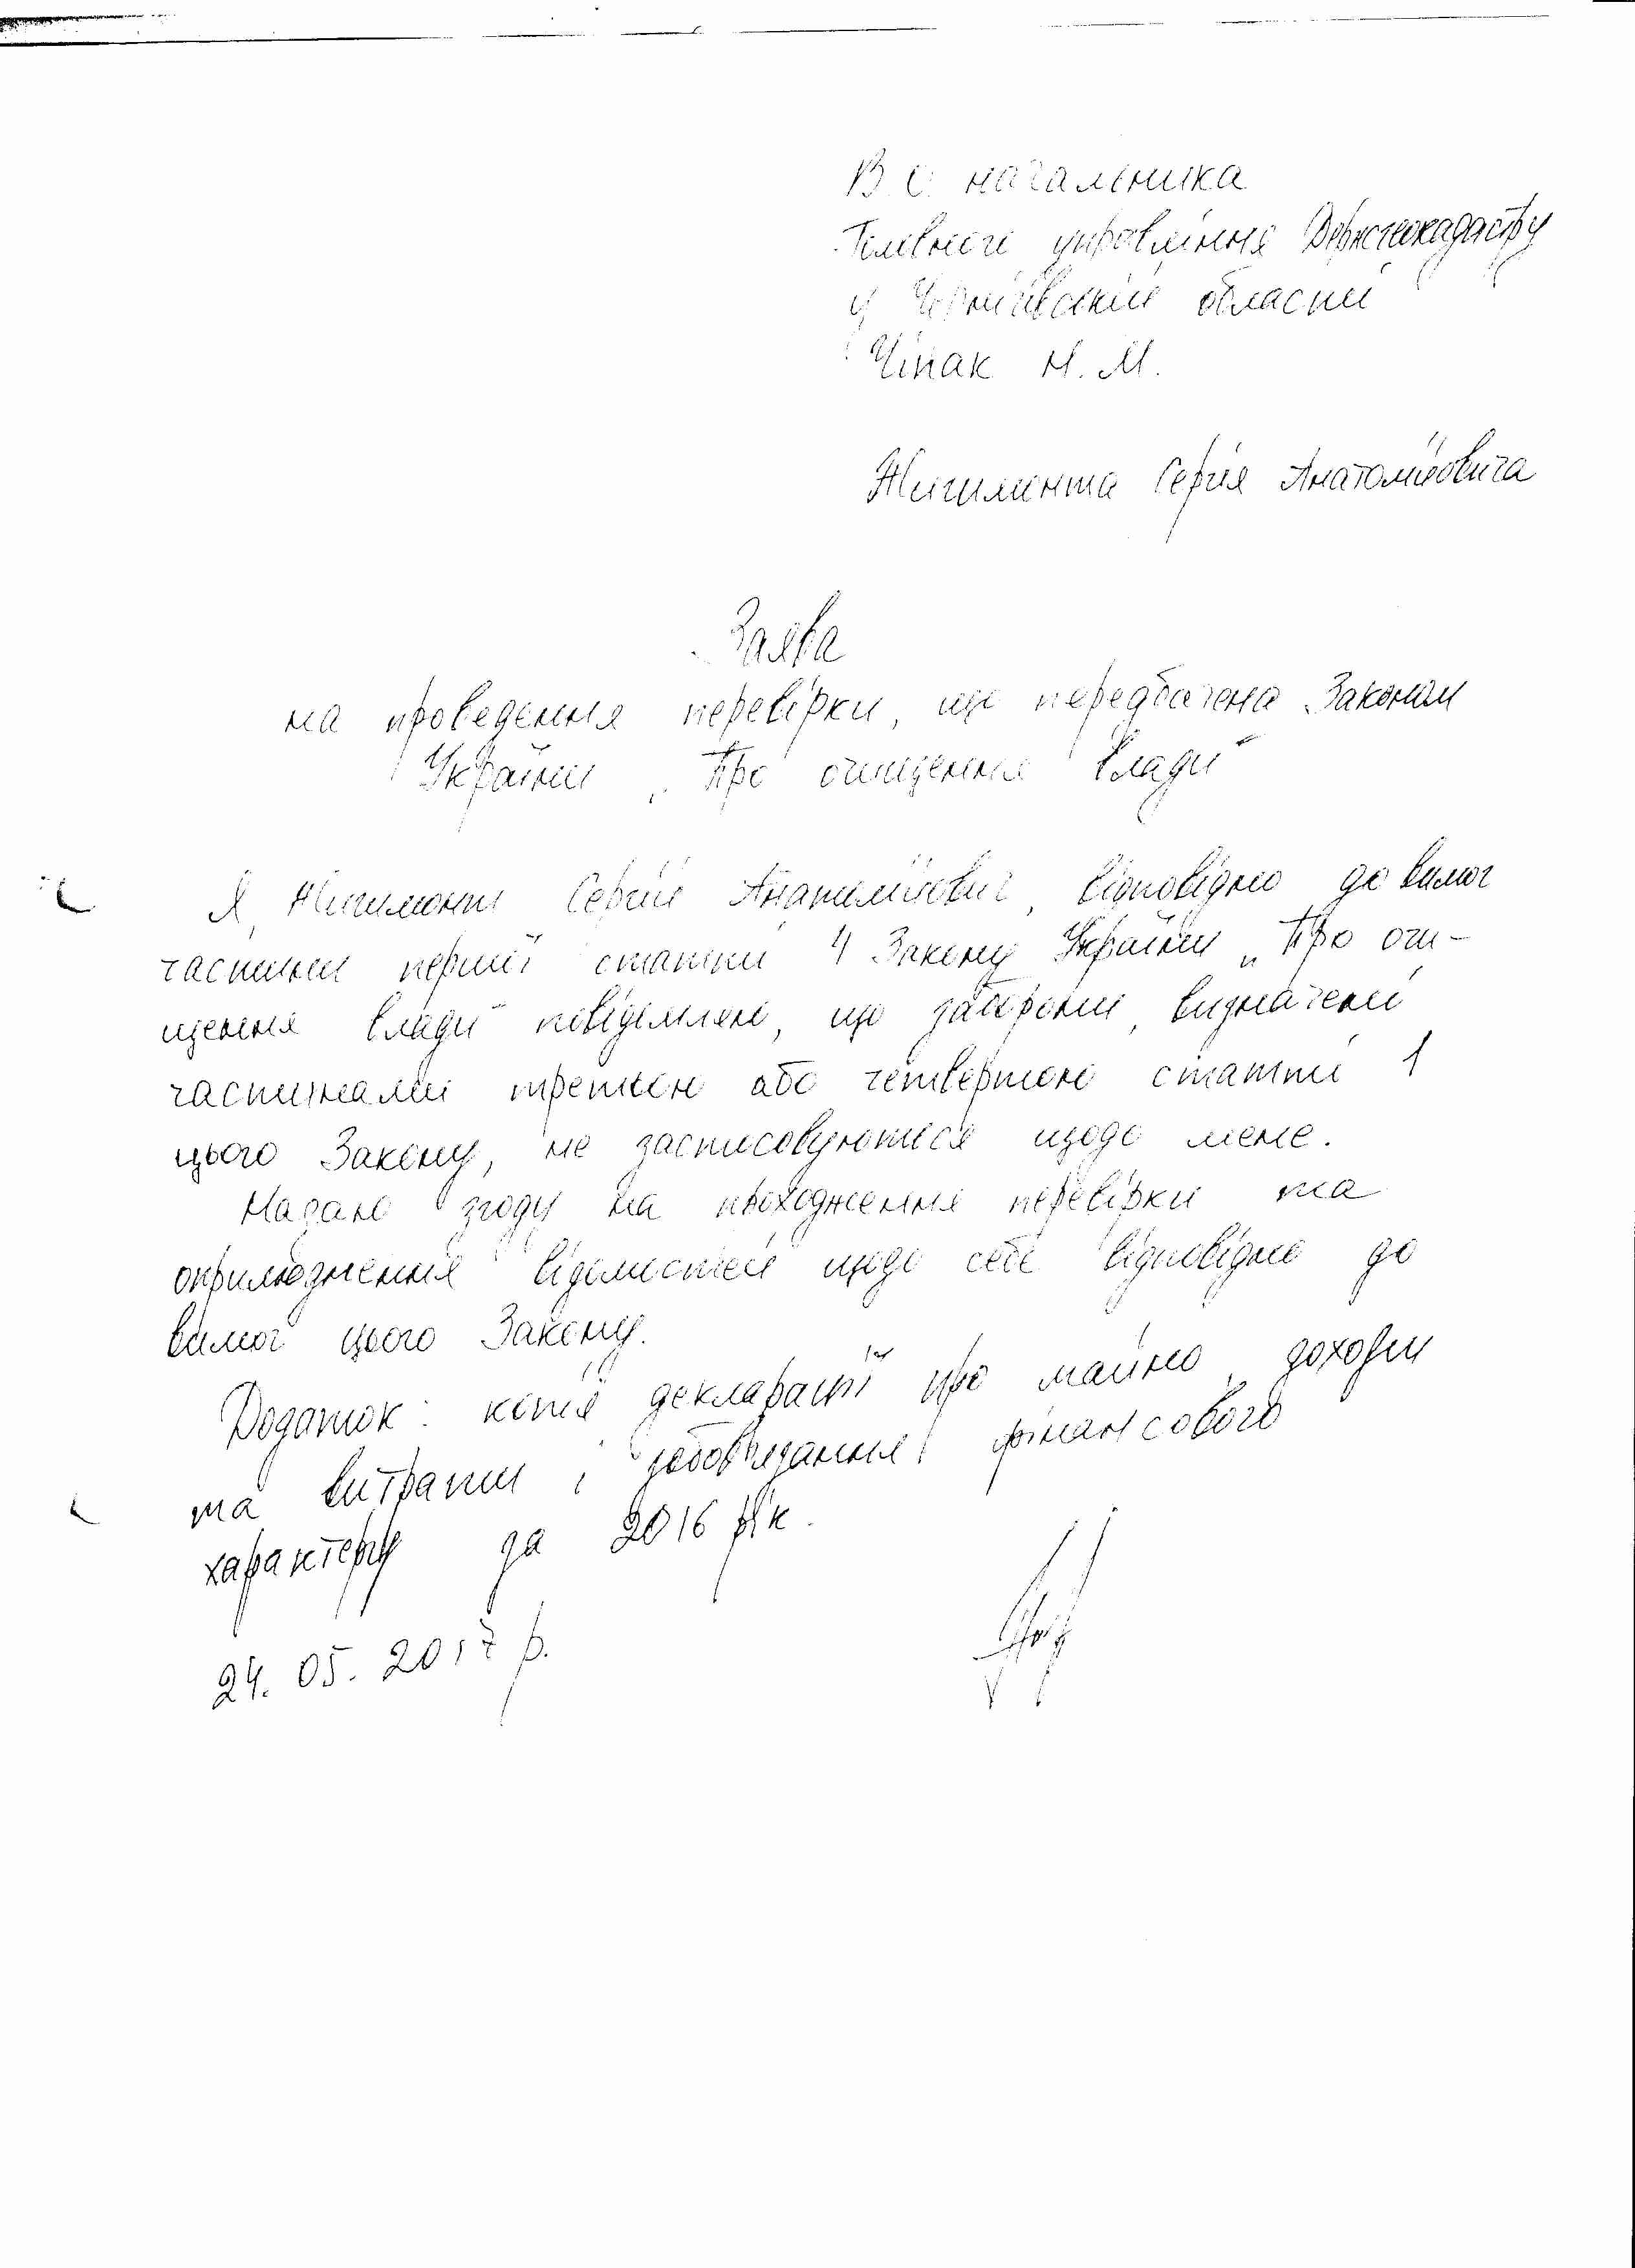 В о начальника
Головного управління Держгеокадастру
у Чернігівській області
Чіпак Н. М.
Сергія Анатолійовича
Заява
на проведення перевірки, що передбачена Законом
України „Про очищення влади"
Я, Сергій Анатолійович, відповідно до вимог
частини першої статті 4 Закону України „Про очи-
щення влади" повідомляю, що заборони, визначені
частинами третьою або четвертою статті 1
цього Закону, не застосовуються щодо мене.
Надаю згоду на проходження перевірки та
оприлюднення відомостей щодо себе відповідно до
вимог цього Закону.
Додаток: копія декларації про майно, доходи
та витрати і зобов'язання фінансового
характеру за 2016 рік.
24. 05. 2017 р.